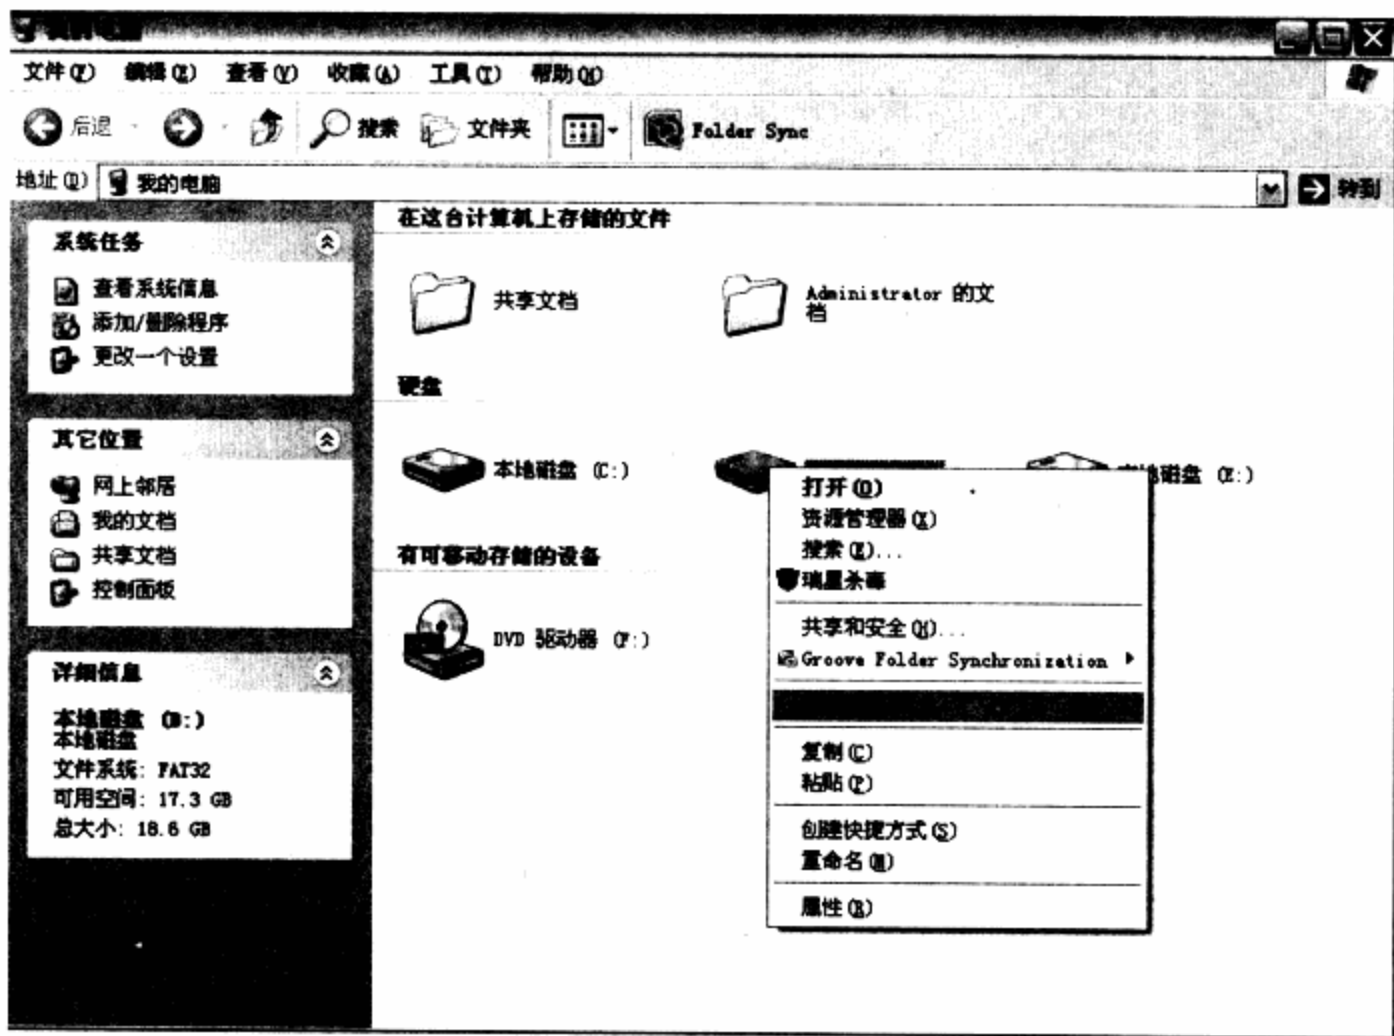 我的电脑
文件(F) 编辑(E) 查看(V) 收藏(A) 工具(T) 帮助(H)
后退 搜索 文件夹 Folder Sync
地址(D) 我的电脑 转到
系统任务
查看系统信息
添加/删除程序
更改一个设置
其它位置
网上邻居
我的文档
共享文档
控制面板
详细信息
本地磁盘 (D:)
本地磁盘
文件系统: FAT32
可用空间: 17.3 GB
总大小: 18.6 GB
在这台计算机上存储的文件
共享文档
Administrator 的文
档
硬盘
本地磁盘 (C:)
本地磁盘 (E:)
有可移动存储的设备
DVD 驱动器 (F:)
打开(O)
资源管理器(X)
搜索(E)...
瑞星杀毒
共享和安全(H)...
Groove Folder Synchronization
复制(C)
粘贴(P)
创建快捷方式(S)
重命名(M)
属性(R)